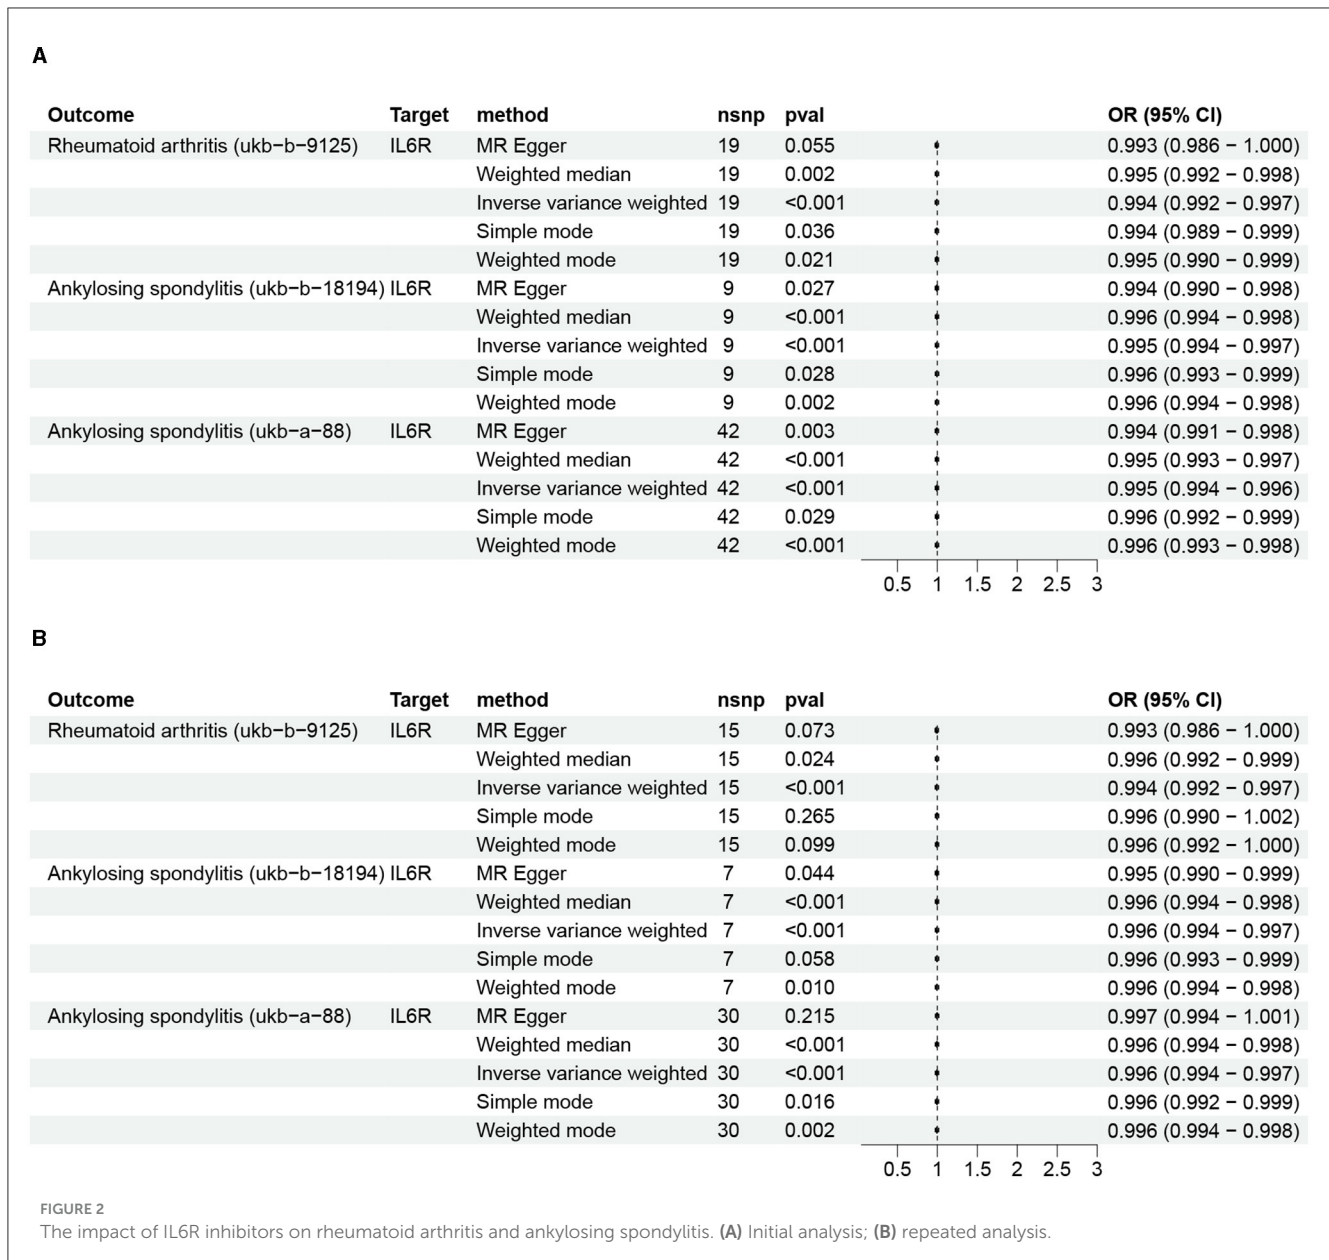 A
Outcome Target method nsnp pval OR (95% CI)
Rheumatoid arthritis (ukb−b−9125) IL6R MR Egger 19 0.055 0.993 (0.986 − 1.000)
Weighted median 19 0.002 0.995 (0.992 − 0.998)
Inverse variance weighted 19 <0.001 0.994 (0.992 − 0.997)
Simple mode 19 0.036 0.994 (0.989 − 0.999)
Weighted mode 19 0.021 0.995 (0.990 − 0.999)
Ankylosing spondylitis (ukb−b−18194) IL6R MR Egger 9 0.027 0.994 (0.990 − 0.998)
Weighted median 9 <0.001 0.996 (0.994 − 0.998)
Inverse variance weighted 9 <0.001 0.995 (0.994 − 0.997)
Simple mode 9 0.028 0.996 (0.993 − 0.999)
Weighted mode 9 0.002 0.996 (0.994 − 0.998)
Ankylosing spondylitis (ukb−a−88) IL6R MR Egger 42 0.003 0.994 (0.991 − 0.998)
Weighted median 42 <0.001 0.995 (0.993 − 0.997)
Inverse variance weighted 42 <0.001 0.995 (0.994 − 0.996)
Simple mode 42 0.029 0.996 (0.992 − 0.999)
Weighted mode 42 <0.001 0.996 (0.993 − 0.998)
0.5 1 1.5 2 2.5 3
B
Outcome Target method nsnp pval OR (95% CI)
Rheumatoid arthritis (ukb−b−9125) IL6R MR Egger 15 0.073 0.993 (0.986 − 1.000)
Weighted median 15 0.024 0.996 (0.992 − 0.999)
Inverse variance weighted 15 <0.001 0.994 (0.992 − 0.997)
Simple mode 15 0.265 0.996 (0.990 − 1.002)
Weighted mode 15 0.099 0.996 (0.992 − 1.000)
Ankylosing spondylitis (ukb−b−18194) IL6R MR Egger 7 0.044 0.995 (0.990 − 0.999)
Weighted median 7 <0.001 0.996 (0.994 − 0.998)
Inverse variance weighted 7 <0.001 0.996 (0.994 − 0.997)
Simple mode 7 0.058 0.996 (0.993 − 0.999)
Weighted mode 7 0.010 0.996 (0.994 − 0.998)
Ankylosing spondylitis (ukb−a−88) IL6R MR Egger 30 0.215 0.997 (0.994 − 1.001)
Weighted median 30 <0.001 0.996 (0.994 − 0.998)
Inverse variance weighted 30 <0.001 0.996 (0.994 − 0.997)
Simple mode 30 0.016 0.996 (0.992 − 0.999)
Weighted mode 30 0.002 0.996 (0.994 − 0.998)
0.5 1 1.5 2 2.5 3
FIGURE 2
The impact of IL6R inhibitors on rheumatoid arthritis and ankylosing spondylitis. (A) Initial analysis; (B) repeated analysis.